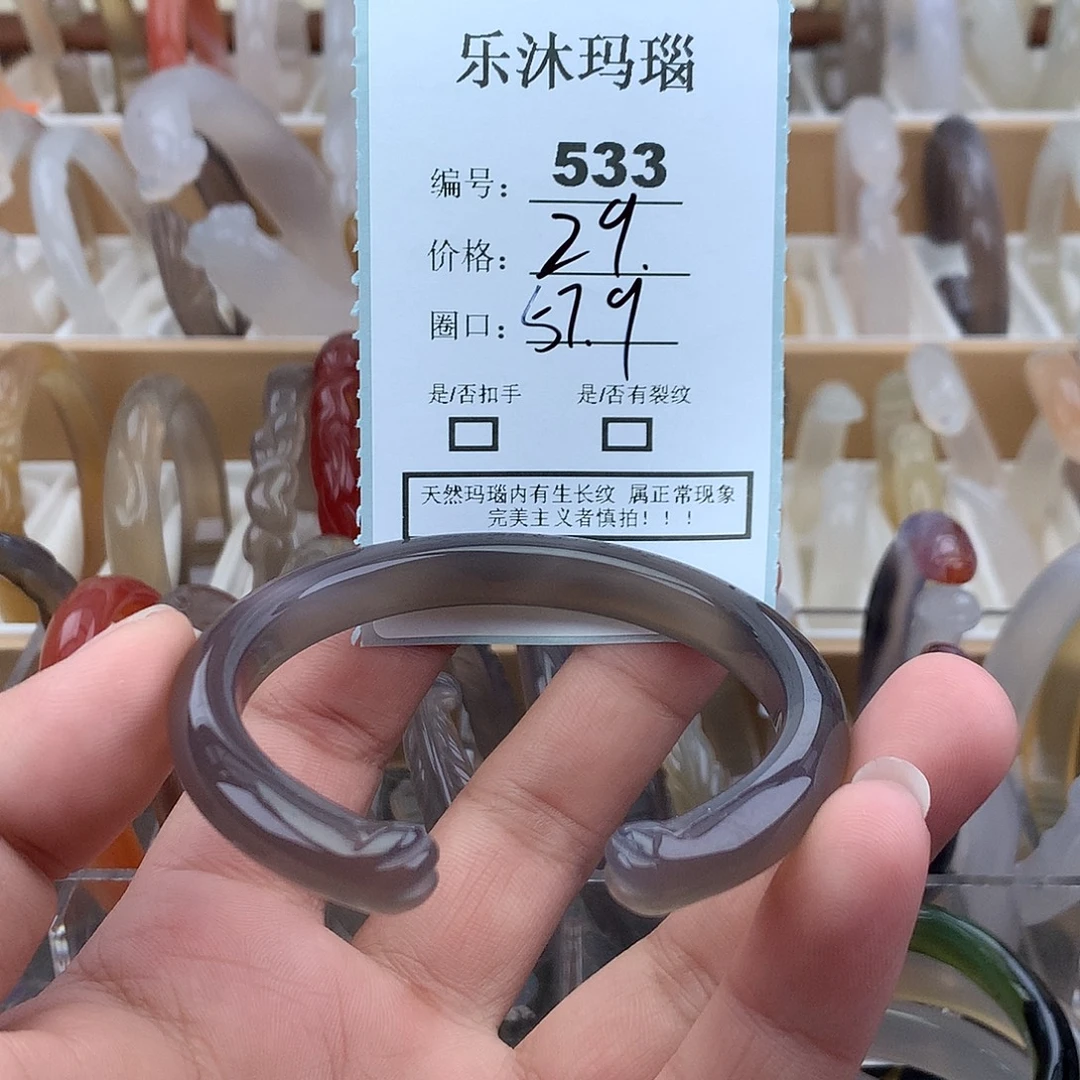 乐沐玛瑙
编号：533
价格：29.
圈口：57.9
是/否扣手 是/否有裂纹
天然玛瑙内有生长纹 属正常现象
完美主义者慎拍！！！